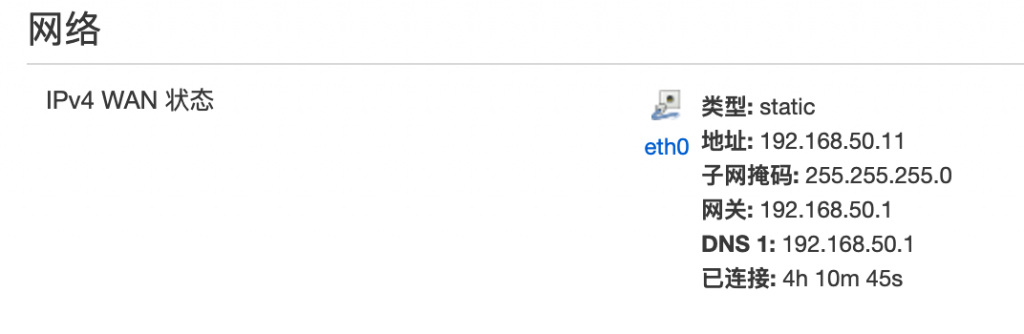 网络
IPv4 WAN 状态
eth0
类型: static
地址: 192.168.50.11
子网掩码: 255.255.255.0
网关: 192.168.50.1
DNS 1: 192.168.50.1
已连接: 4h 10m 45s